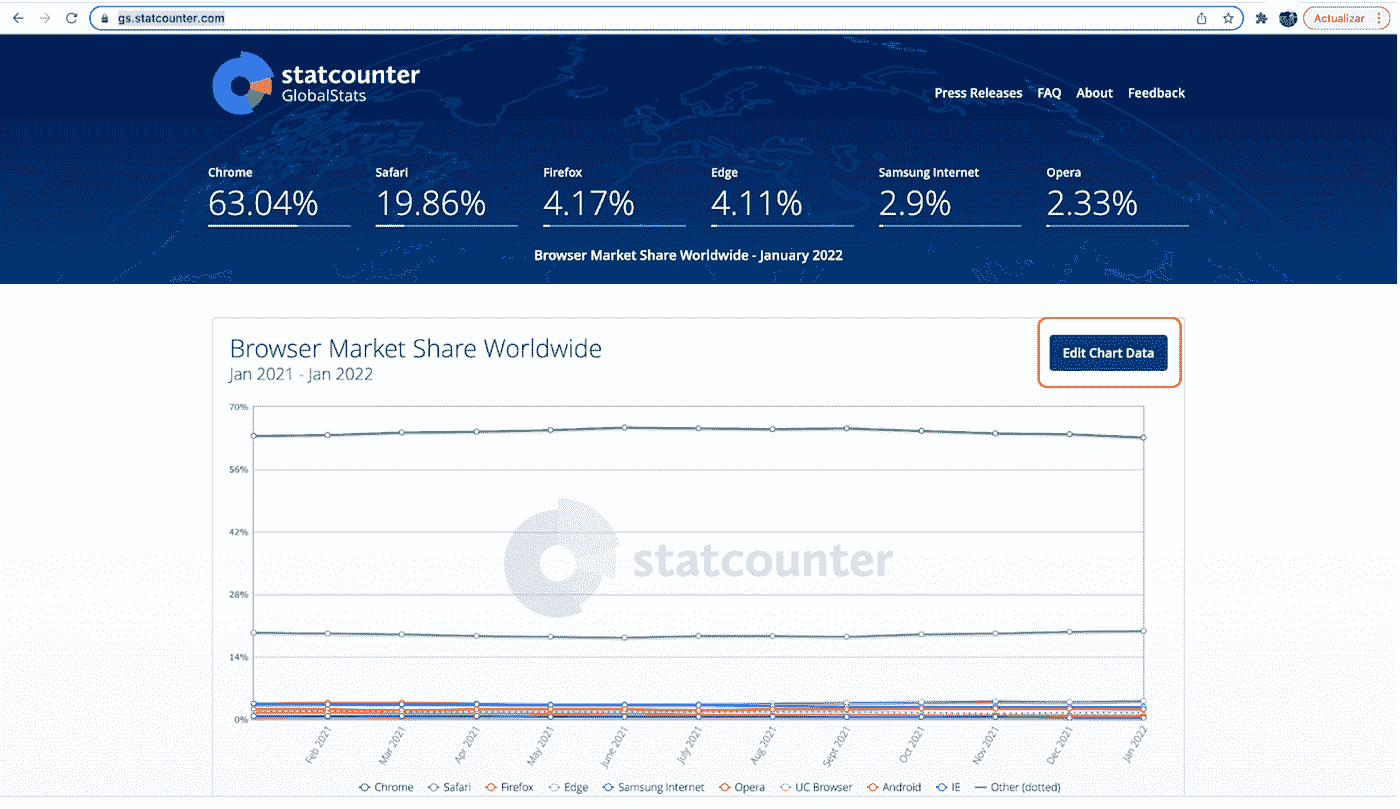 gs.statcounter.com
Actualizar
statcounter
GlobalStats
Press Releases FAQ About Feedback
Chrome Safari Firefox Edge Samsung Internet Opera
63.04% 19.86% 4.17% 4.11% 2.9% 2.33%
Browser Market Share Worldwide - January 2022
Browser Market Share Worldwide
Jan 2021 - Jan 2022
Edit Chart Data
70%
56%
42%
statcounter
28%
14%
0%
Feb 2021 Mar 2021 Apr 2021 May 2021 June 2021 July 2021 Aug 2021 Sept 2021 Oct 2021 Nov 2021 Dec 2021 Jan 2022
Chrome Safari Firefox Edge Samsung Internet Opera UC Browser Android IE Other (dotted)